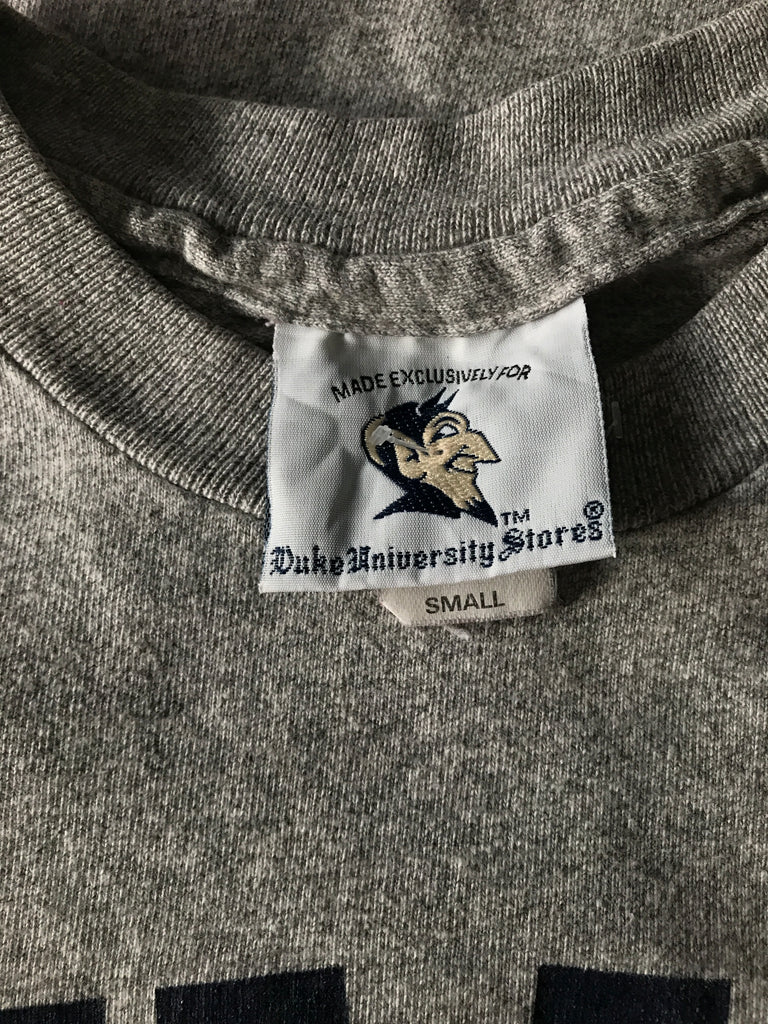 MADE EXCLUSIVELY FOR
TM
Duke University Stores®
SMALL